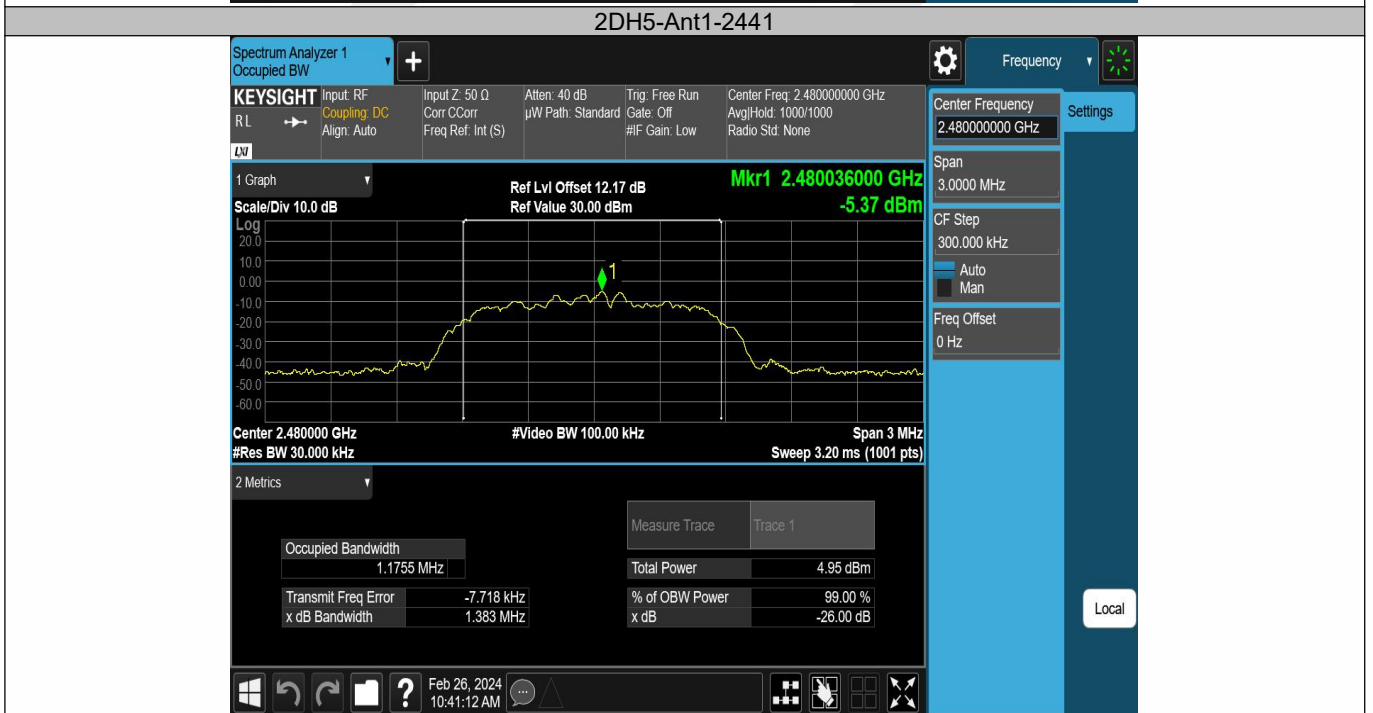 2DH5-Ant1-2441
Spectrum Analyzer 1
Occupied BW
+
Frequency
KEYSIGHT
R L
LXI
Input: RF
Coupling: DC
Align: Auto
Input Z: 50 Ω
Corr CCorr
Freq Ref: Int (S)
Atten: 40 dB
µW Path: Standard
Trig: Free Run
Gate: Off
#IF Gain: Low
Center Freq: 2.480000000 GHz
Avg|Hold: 1000/1000
Radio Std: None
Center Frequency
2.480000000 GHz
Settings
Span
3.0000 MHz
CF Step
300.000 kHz
Auto
Man
Freq Offset
0 Hz
Local
1 Graph
Scale/Div 10.0 dB
Ref Lvl Offset 12.17 dB
Ref Value 30.00 dBm
Mkr1 2.480036000 GHz
-5.37 dBm
Log
20.0
10.0
0.00
-10.0
-20.0
-30.0
-40.0
-50.0
-60.0
1
Center 2.480000 GHz
#Res BW 30.000 kHz
#Video BW 100.00 kHz
Span 3 MHz
Sweep 3.20 ms (1001 pts)
2 Metrics
Measure Trace Trace 1
Occupied Bandwidth
1.1755 MHz
Total Power 4.95 dBm
Transmit Freq Error -7.718 kHz
% of OBW Power 99.00 %
x dB Bandwidth 1.383 MHz
x dB -26.00 dB
?
Feb 26, 2024
10:41:12 AM